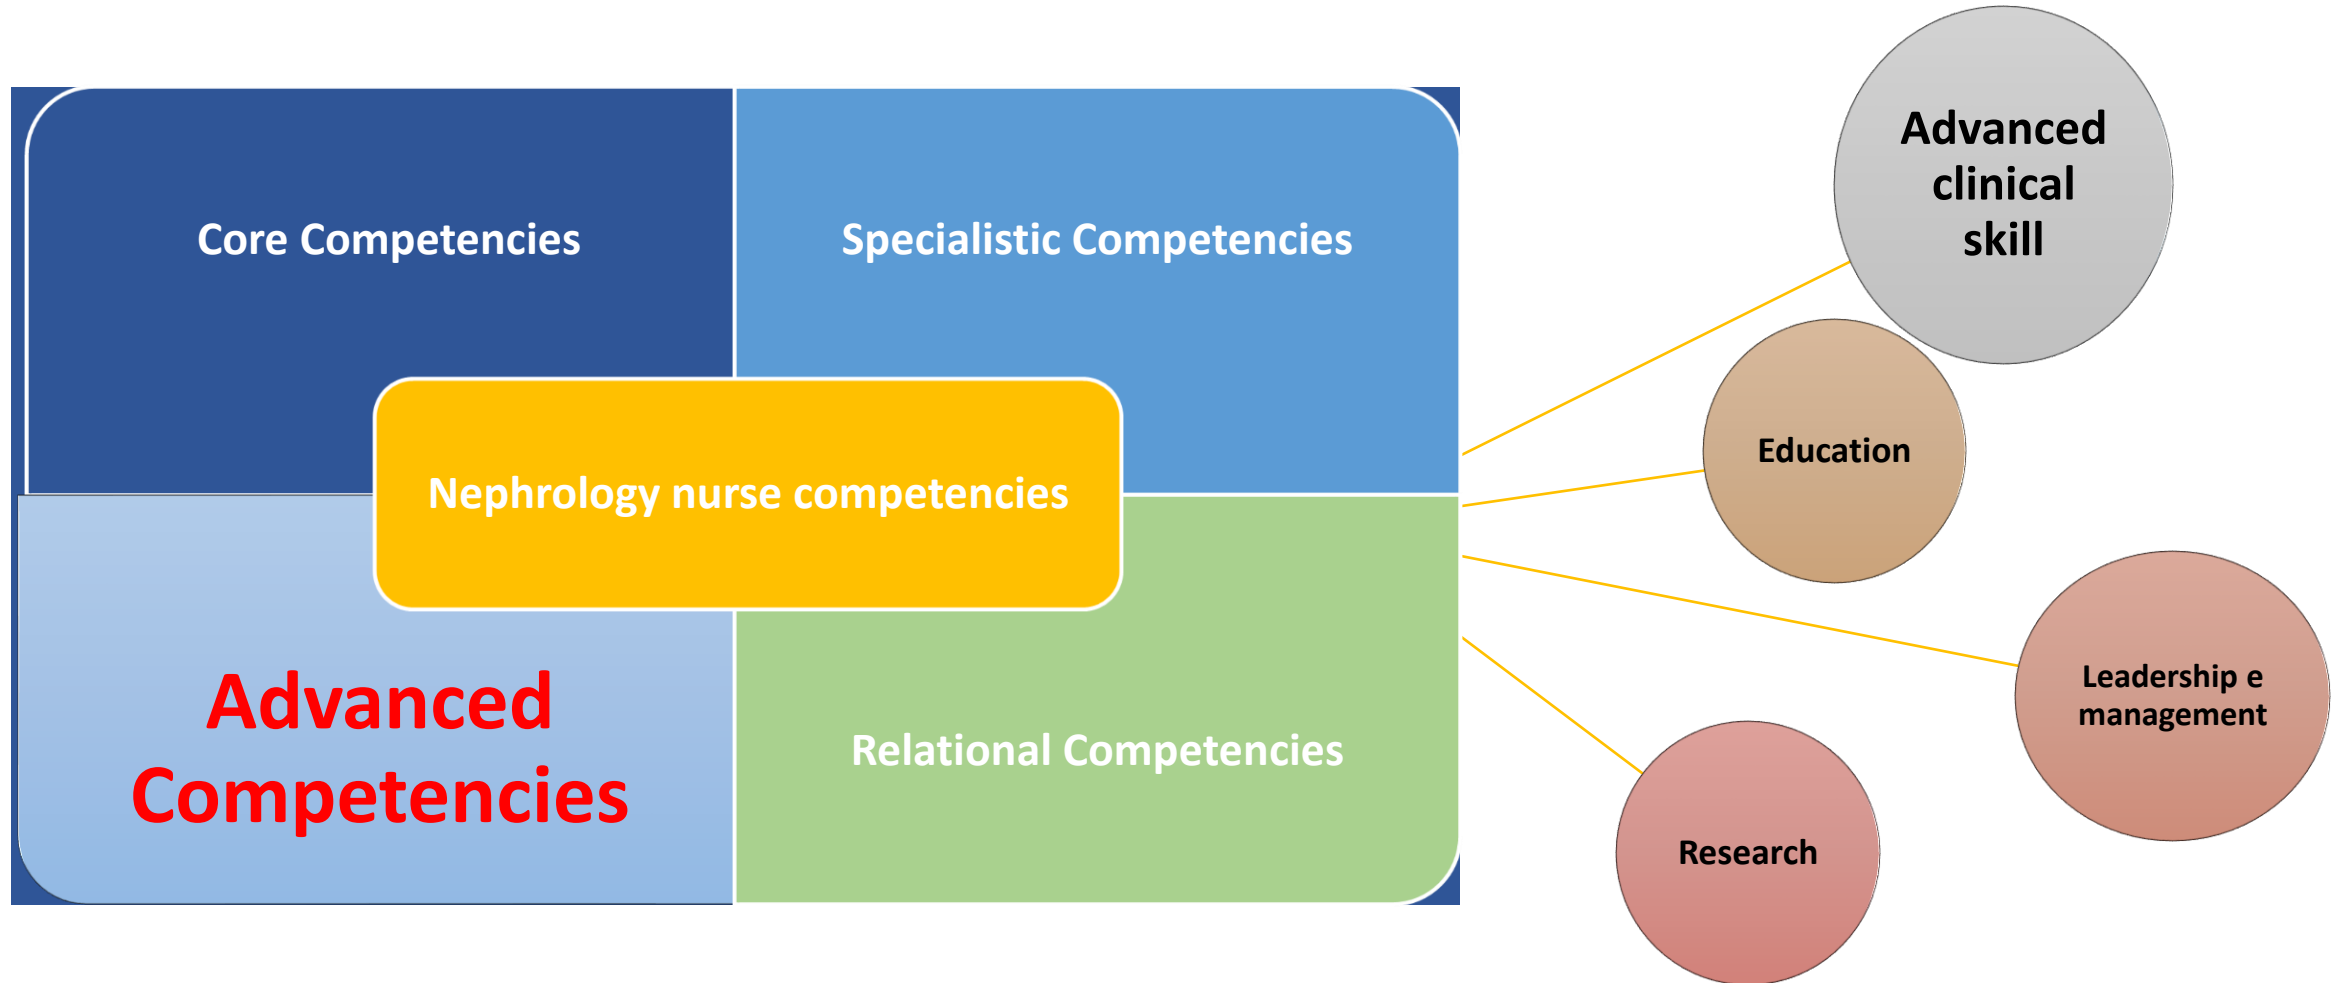 Core Competencies
Specialistic Competencies
Nephrology nurse competencies
Advanced
Competencies
Relational Competencies
Advanced
clinical
skill
Education
Leadership e
management
Research